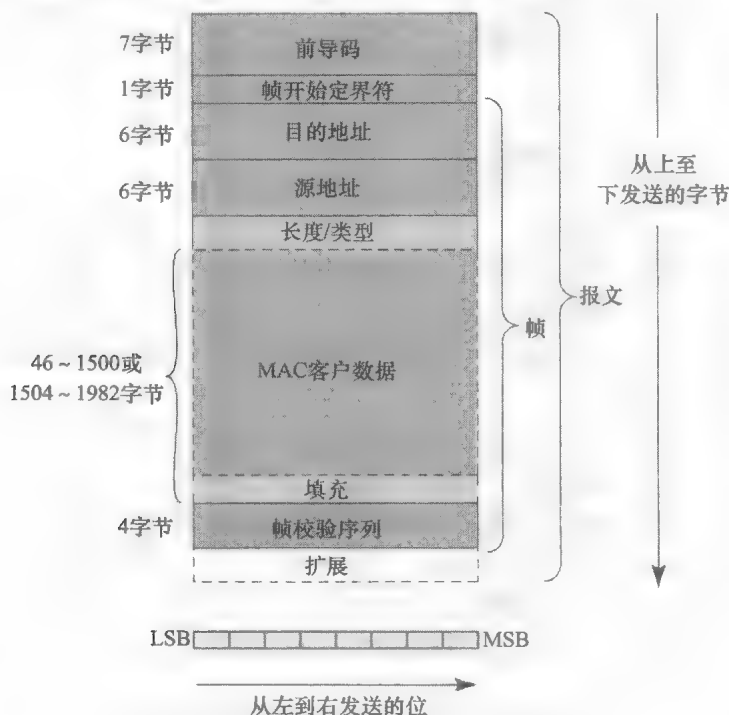 7字节
前导码
1字节
帧开始定界符
6字节
目的地址
6字节
源地址
长度/类型
46~1500或
1504~1982字节
MAC客户数据
填充
4字节
帧校验序列
扩展
帧
报文
从上至
下发送的字节
LSB
MSB
从左到右发送的位